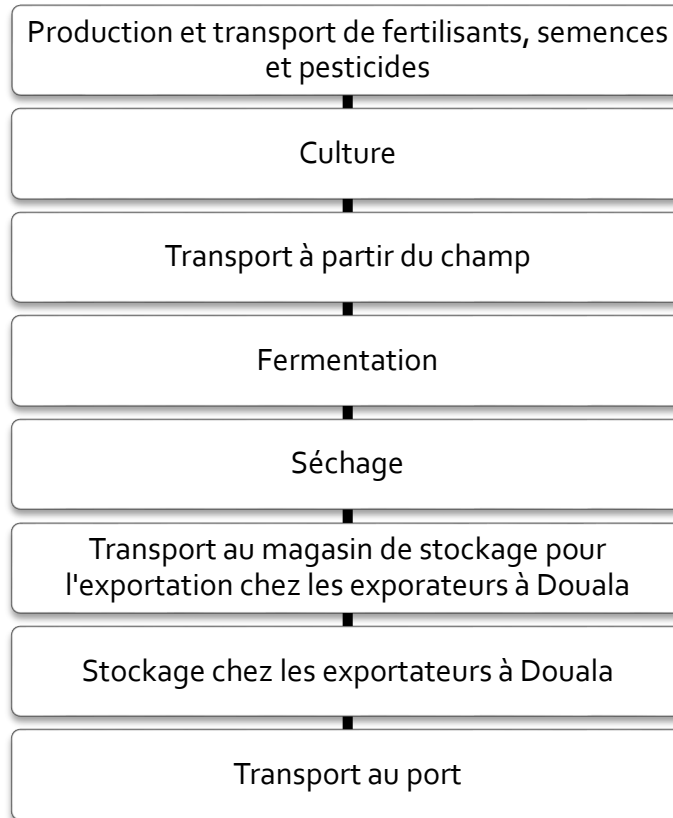 Production et transport de fertilisants, semences
et pesticides
Culture
Transport à partir du champ
Fermentation
Séchage
Transport au magasin de stockage pour
l'exportation chez les exporateurs à Douala
Stockage chez les exportateurs à Douala
Transport au port